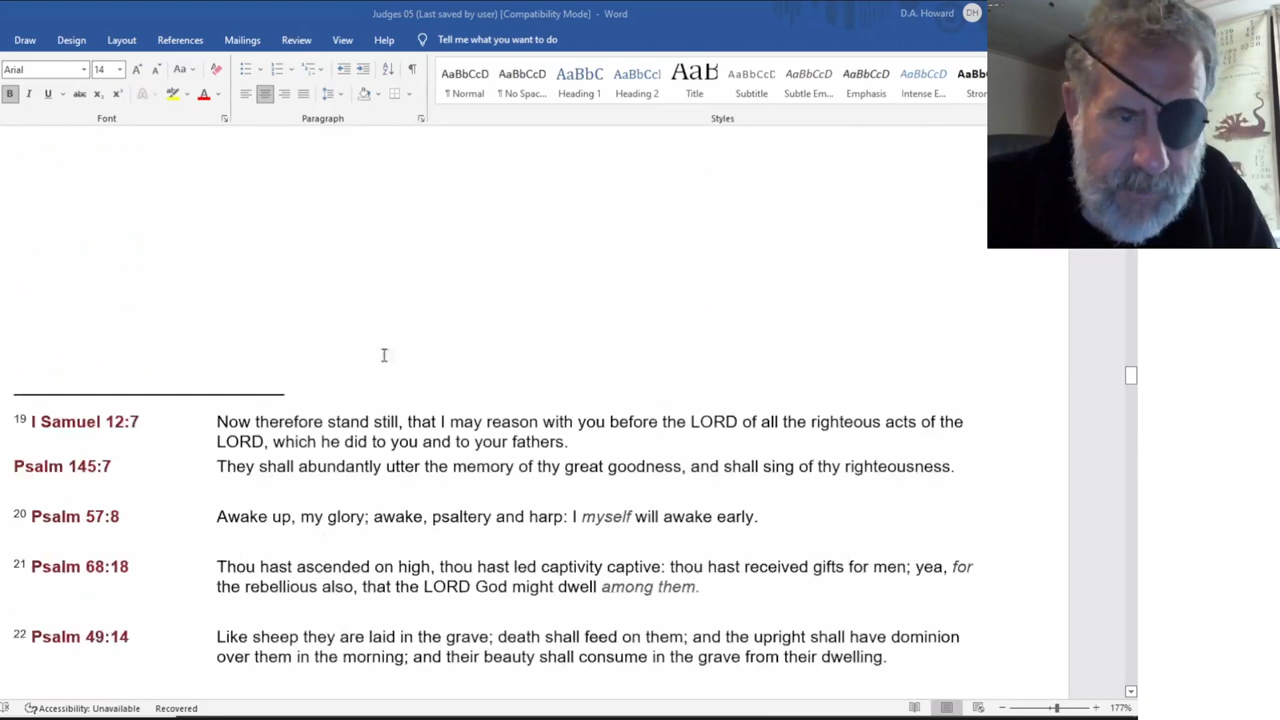 Judges 05 (Last saved by user) [Compatibility Mode] - Word
D.A. Howard DH
Draw Design Layout References Mailings Review View Help Tell me what you want to do
Arial 14 Aa
AaBbCcD AaBbCcD AaBbC AaBbCcl AaB AaBbCcD AaBbCcD AaBbCcD AaBbCcD
B I U abc x₂ x² A A
¶ Normal ¶ No Spac... Heading 1 Heading 2 Title Subtitle Subtle Em... Emphasis Intense E...
Font Paragraph Styles
19 I Samuel 12:7 Now therefore stand still, that I may reason with you before the LORD of all the righteous acts of the
LORD, which he did to you and to your fathers.
Psalm 145:7 They shall abundantly utter the memory of thy great goodness, and shall sing of thy righteousness.
20 Psalm 57:8 Awake up, my glory; awake, psaltery and harp: I myself will awake early.
21 Psalm 68:18 Thou hast ascended on high, thou hast led captivity captive: thou hast received gifts for men; yea, for
the rebellious also, that the LORD God might dwell among them.
22 Psalm 49:14 Like sheep they are laid in the grave; death shall feed on them; and the upright shall have dominion
over them in the morning; and their beauty shall consume in the grave from their dwelling.
Accessibility: Unavailable Recovered 177%